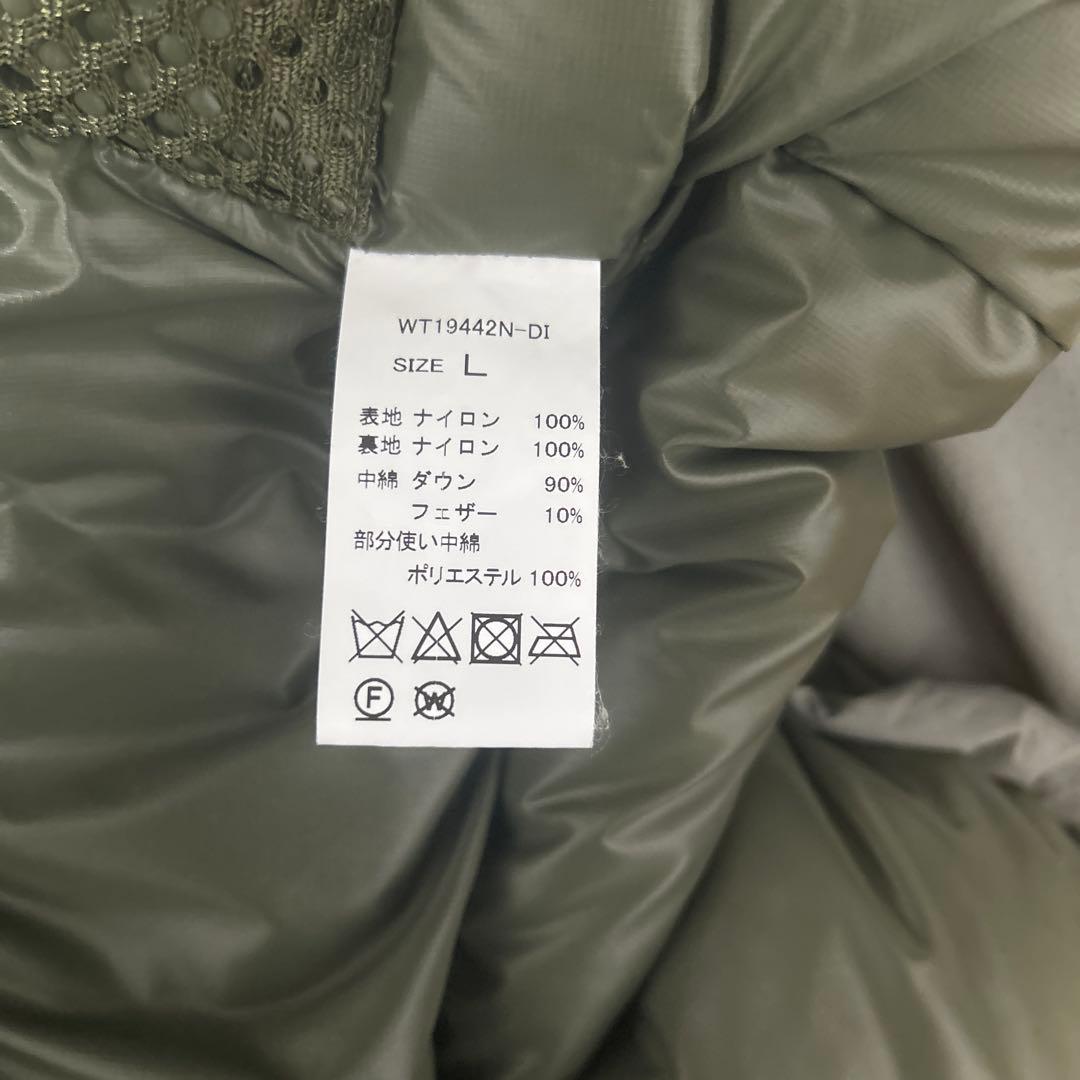 WT19442N-DI
SIZE L
表地 ナイロン 100%
裏地 ナイロン 100%
中綿 ダウン 90%
フェザー 10%
部分使い中綿
ポリエステル 100%
F W